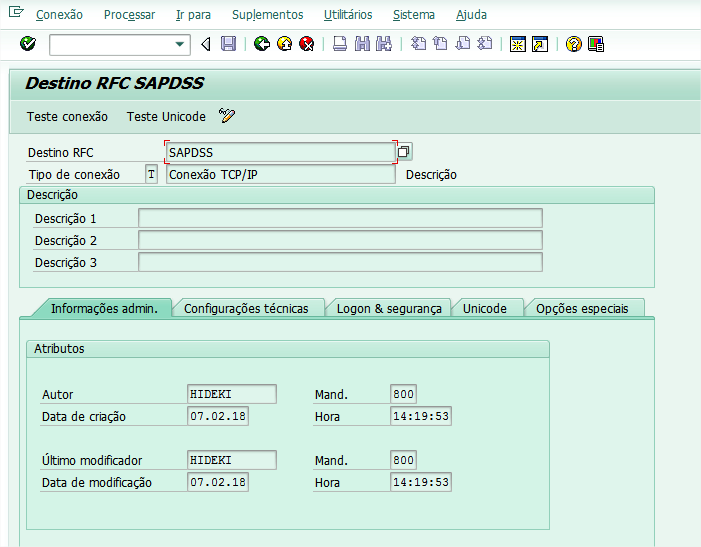 Conexão Processar Ir para Suplementos Utilitários Sistema Ajuda
Destino RFC SAPDSS
Teste conexão Teste Unicode
Destino RFC SAPDSS
Tipo de conexão T Conexão TCP/IP Descrição
Descrição
Descrição 1
Descrição 2
Descrição 3
Informações admin. Configurações técnicas Logon & segurança Unicode Opções especiais
Atributos
Autor HIDEKI Mand. 800
Data de criação 07.02.18 Hora 14:19:53
Último modificador HIDEKI Mand. 800
Data de modificação 07.02.18 Hora 14:19:53